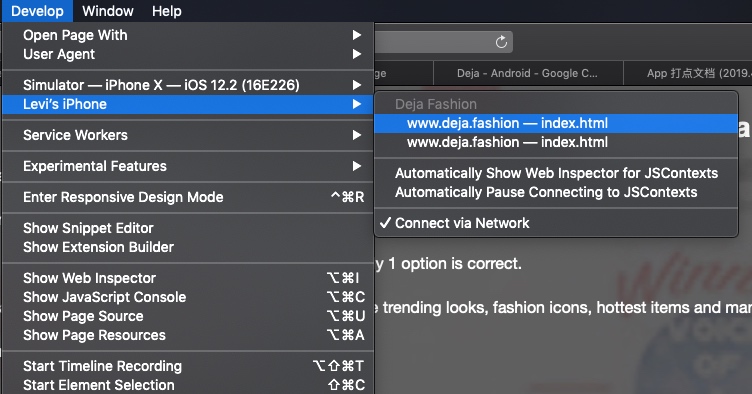 Develop Window Help
Open Page With
User Agent
Simulator — iPhone X — iOS 12.2 (16E226)
Levi's iPhone
Service Workers
Experimental Features
Enter Responsive Design Mode ^⌘R
Show Snippet Editor
Show Extension Builder
Show Web Inspector ⌥⌘I
Show JavaScript Console ⌥⌘C
Show Page Source ⌥⌘U
Show Page Resources ⌥⌘A
Start Timeline Recording ⌥⇧⌘T
Start Element Selection ⇧⌘C
ge Deja - Android - Google C... App 打点文档 (2019.
Deja Fashion
www.deja.fashion — index.html
www.deja.fashion — index.html
Automatically Show Web Inspector for JSContexts
Automatically Pause Connecting to JSContexts
✓ Connect via Network
y 1 option is correct.
e trending looks, fashion icons, hottest items and mar
Winn
VOIC
OF